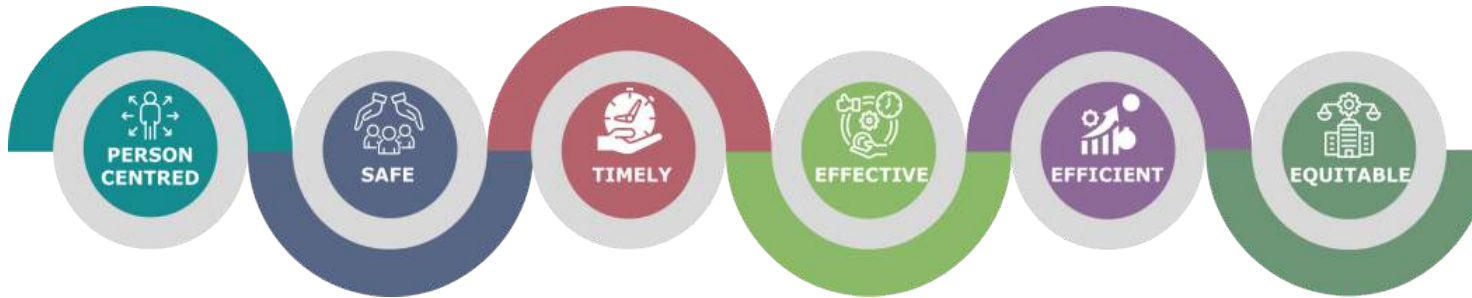 PERSON
CENTRED
SAFE
TIMELY
EFFECTIVE
EFFICIENT
EQUITABLE